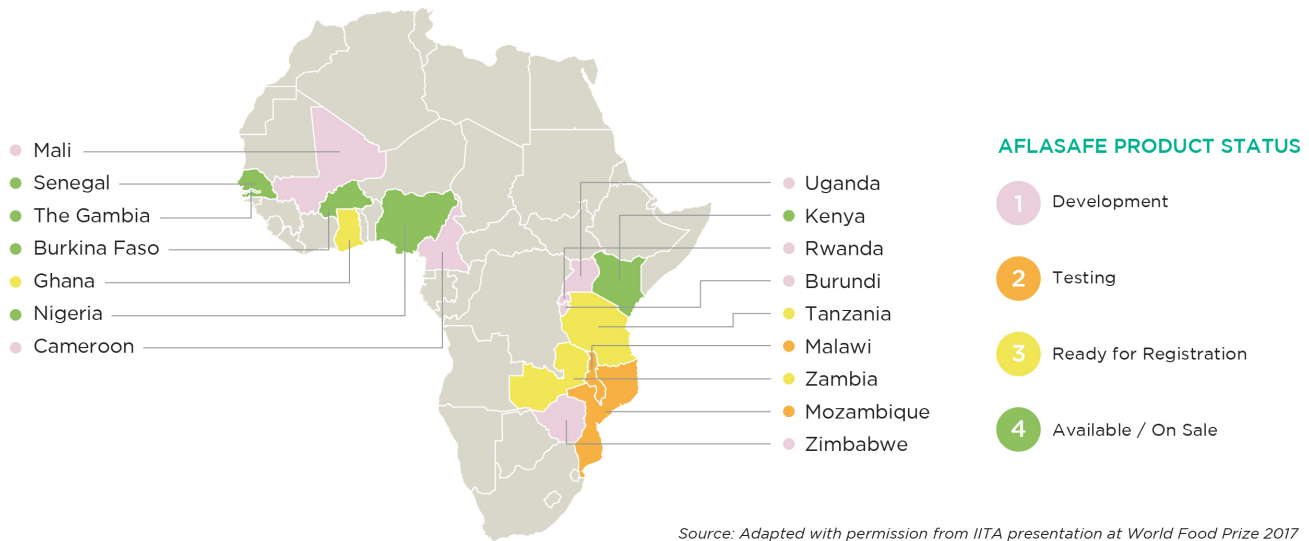 Mali
Senegal
The Gambia
Burkina Faso
Ghana
Nigeria
Cameroon
Uganda
Kenya
Rwanda
Burundi
Tanzania
Malawi
Zambia
Mozambique
Zimbabwe
AFLASAFE PRODUCT STATUS
1 Development
2 Testing
3 Ready for Registration
4 Available / On Sale
Source: Adapted with permission from IITA presentation at World Food Prize 2017